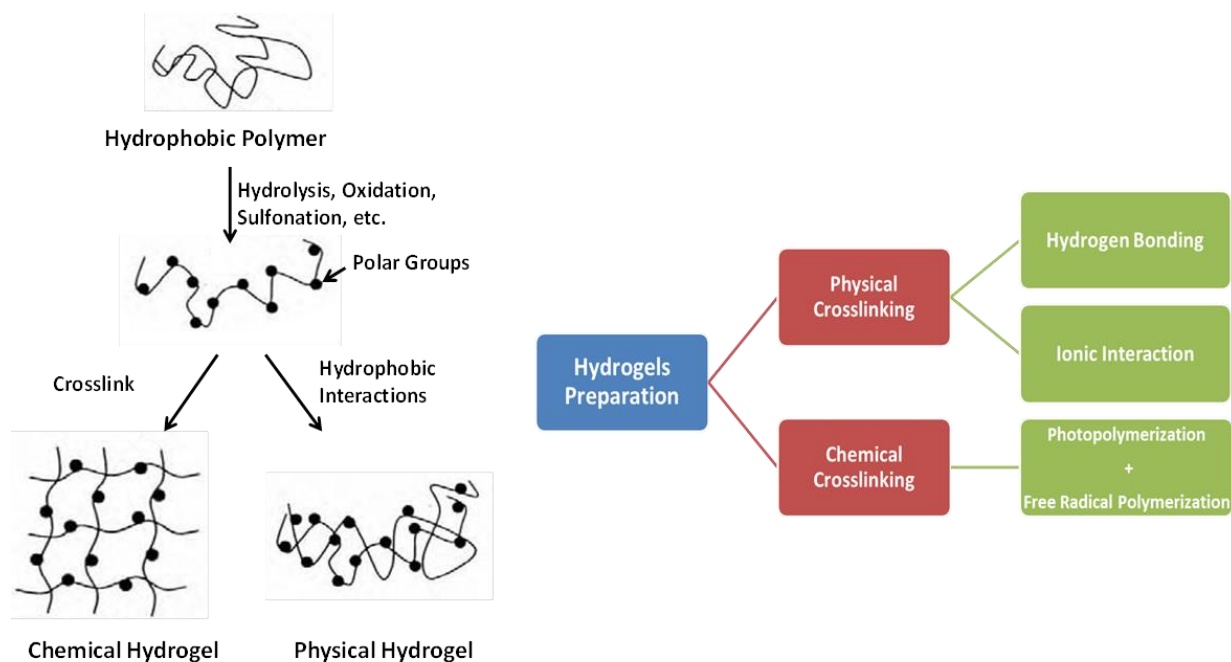 Hydrophobic Polymer
Hydrolysis, Oxidation,
Sulfonation, etc.
Polar Groups
Crosslink
Hydrophobic
Interactions
Chemical Hydrogel
Physical Hydrogel
Hydrogels
Preparation
Physical
Crosslinking
Hydrogen Bonding
Ionic Interaction
Chemical
Crosslinking
Photopolymerization
+
Free Radical Polymerization